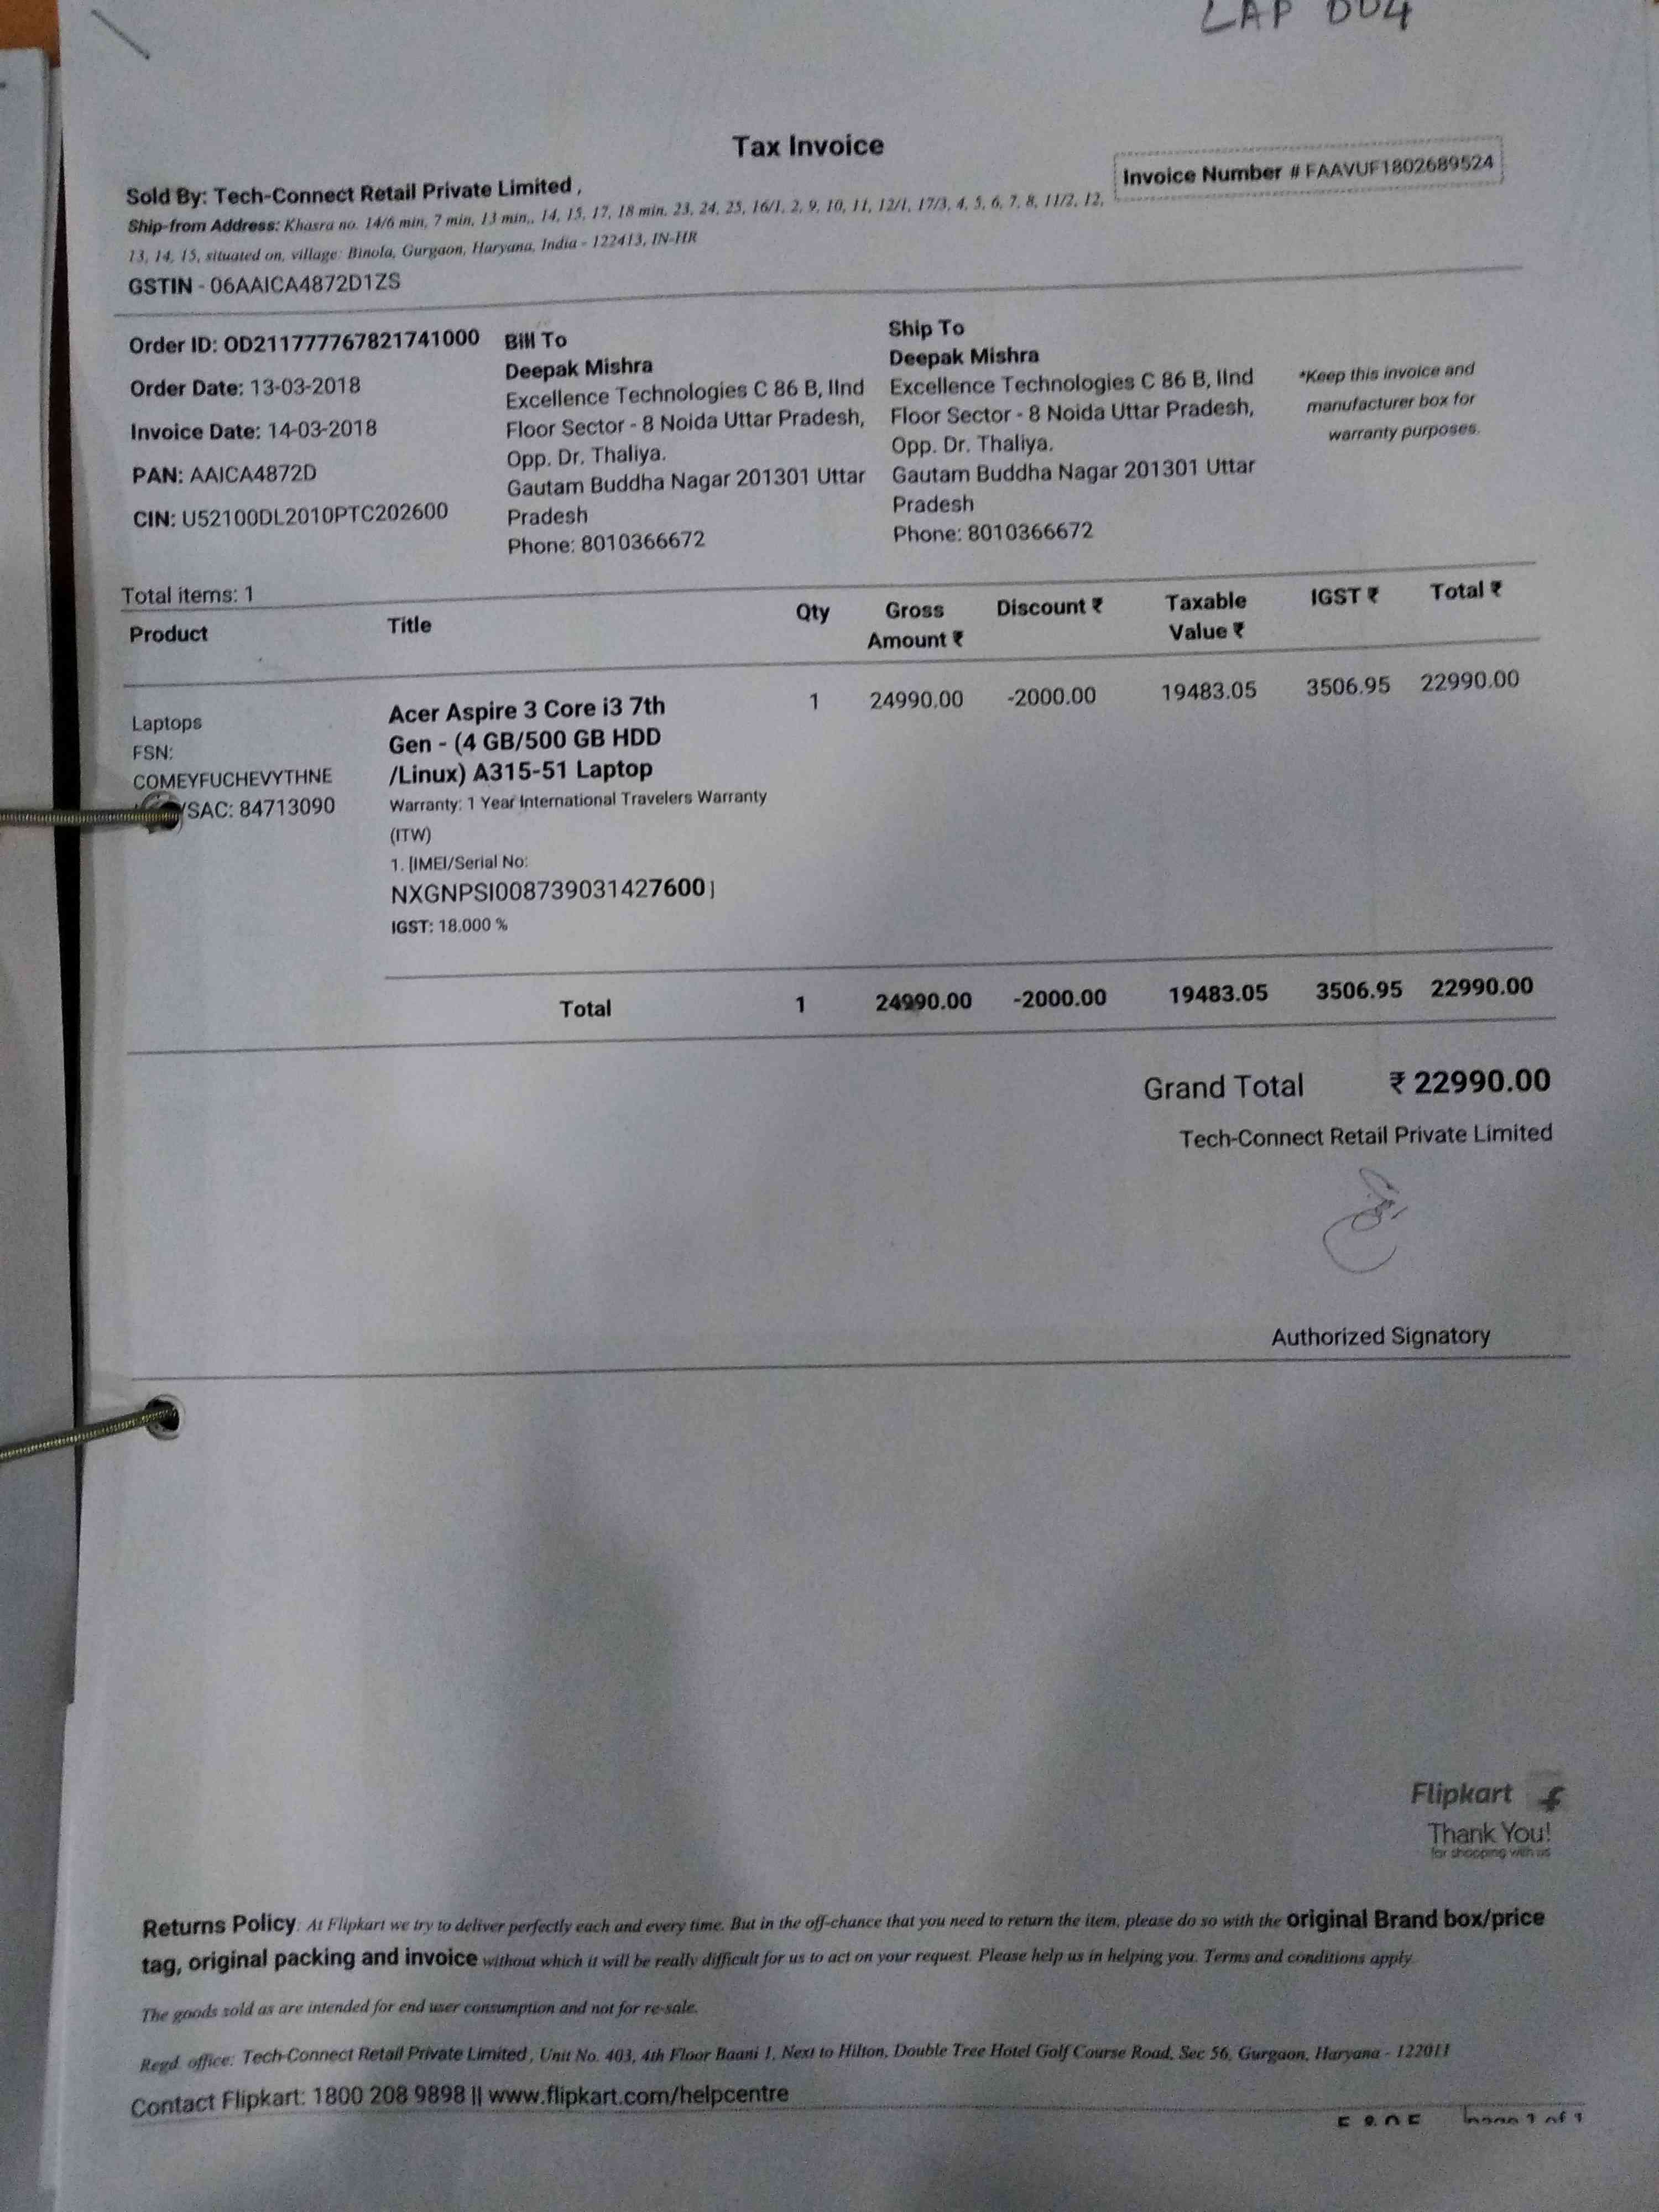 LAP 004
Tax Invoice
Invoice Number # FAAVUF1802689524
Sold By: Tech-Connect Retail Private Limited ,
Ship-from Address: Khasra no. 14/6 min, 7 min, 13 min,, 14, 15, 17, 18 min, 23, 24, 25, 16/1, 2, 9, 10, 11, 12/1, 17/3, 4, 5, 6, 7, 8, 11/2, 12,
13, 14, 15, situated on, village: Binola, Gurgaon, Haryana, India - 122413, IN-HR
GSTIN - 06AAICA4872D1ZS
Order ID: OD211777767821741000
Order Date: 13-03-2018
Invoice Date: 14-03-2018
PAN: AAICA4872D
CIN: U52100DL2010PTC202600
Bill To
Deepak Mishra
Excellence Technologies C 86 B, IInd
Floor Sector - 8 Noida Uttar Pradesh,
Opp. Dr. Thaliya.
Gautam Buddha Nagar 201301 Uttar
Pradesh
Phone: 8010366672
Ship To
Deepak Mishra
Excellence Technologies C 86 B, IInd
Floor Sector - 8 Noida Uttar Pradesh,
Opp. Dr. Thaliya.
Gautam Buddha Nagar 201301 Uttar
Pradesh
Phone: 8010366672
*Keep this invoice and
manufacturer box for
warranty purposes.
Total items: 1
Product Title Qty Gross Amount ₹ Discount ₹ Taxable Value ₹ IGST ₹ Total ₹
Laptops
FSN:
COMEYFUCHEVYTHNE
/SAC: 84713090
Acer Aspire 3 Core i3 7th
Gen - (4 GB/500 GB HDD
/Linux) A315-51 Laptop
Warranty: 1 Year International Travelers Warranty
(ITW)
1. [IMEI/Serial No:
NXGNPSI008739031427600]
IGST: 18.000 %
1 24990.00 -2000.00 19483.05 3506.95 22990.00
Total 1 24990.00 -2000.00 19483.05 3506.95 22990.00
Grand Total ₹ 22990.00
Tech-Connect Retail Private Limited
Authorized Signatory
Flipkart
Thank You!
for shopping with us
Returns Policy: At Flipkart we try to deliver perfectly each and every time. But in the off-chance that you need to return the item, please do so with the original Brand box/price
tag, original packing and invoice without which it will be really difficult for us to act on your request. Please help us in helping you. Terms and conditions apply.
The goods sold as are intended for end user consumption and not for re-sale.
Regd. office: Tech-Connect Retail Private Limited , Unit No. 403, 4th Floor Baani 1, Next to Hilton, Double Tree Hotel Golf Course Road, Sec 56, Gurgaon, Haryana - 122011
Contact Flipkart: 1800 208 9898 || www.flipkart.com/helpcentre
page 1 of 1